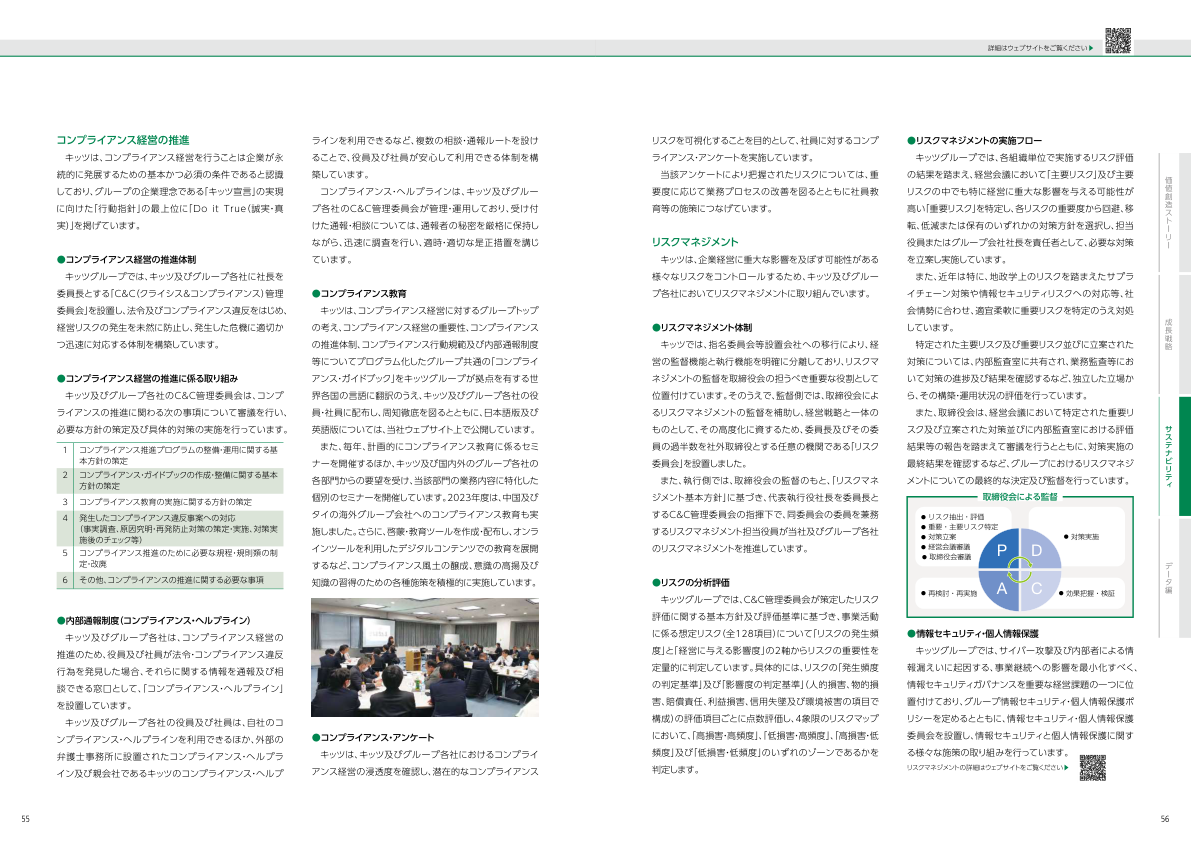 詳細はウェブサイトをご覧ください▶
コンプライアンス経営の推進
キッツは、コンプライアンス経営を行うことは企業が永
続的に発展するための基本かつ必須の条件であると認識
しており、グループの企業理念である「キッツ宣言」の実現
に向けた「行動指針」の最上位に「Do it True（誠実・真
実）」を掲げています。
●コンプライアンス経営の推進体制
キッツグループでは、キッツ及びグループ各社に社長を
委員長とする「C&C（クライシス&コンプライアンス）管理
委員会」を設置し、法令及びコンプライアンス違反をはじめ、
経営リスクの発生を未然に防止し、発生した危機に適切か
つ迅速に対応する体制を構築しています。
●コンプライアンス経営の推進に係る取り組み
キッツ及びグループ各社のC&C管理委員会は、コンプ
ライアンスの推進に関わる次の事項について審議を行い、
必要な方針の策定及び具体的対策の実施を行っています。
1 コンプライアンス推進プログラムの整備・運用に関する基
本方針の策定
2 コンプライアンス・ガイドブックの作成・整備に関する基本
方針の策定
3 コンプライアンス教育の実施に関する方針の策定
4 発生したコンプライアンス違反事案への対応
（事実調査、原因究明・再発防止対策の策定・実施、対策実
施後のチェック等）
5 コンプライアンス推進のために必要な規程・規則類の制
定・改廃
6 その他、コンプライアンスの推進に関する必要な事項
●内部通報制度（コンプライアンス・ヘルプライン）
キッツ及びグループ各社は、コンプライアンス経営の
推進のため、役員及び社員が法令・コンプライアンス違反
行為を発見した場合、それらに関する情報を通報及び相
談できる窓口として、「コンプライアンス・ヘルプライン」
を設置しています。
キッツ及びグループ各社の役員及び社員は、自社のコ
ンプライアンス・ヘルプラインを利用できるほか、外部の
弁護士事務所に設置されたコンプライアンス・ヘルプラ
イン及び親会社であるキッツのコンプライアンス・ヘルプ
ラインを利用できるなど、複数の相談・通報ルートを設け
ることで、役員及び社員が安心して利用できる体制を構
築しています。
コンプライアンス・ヘルプラインは、キッツ及びグルー
プ各社のC&C管理委員会が管理・運用しており、受け付
けた通報・相談については、通報者の秘密を厳格に保持し
ながら、迅速に調査を行い、適時・適切な是正措置を講じ
ています。
●コンプライアンス教育
キッツは、コンプライアンス経営に対するグループトップ
の考え、コンプライアンス経営の重要性、コンプライアンス
の推進体制、コンプライアンス行動規範及び内部通報制度
等についてプログラム化したグループ共通の「コンプライ
アンス・ガイドブック」をキッツグループが拠点を有する世
界各国の言語に翻訳のうえ、キッツ及びグループ各社の役
員・社員に配布し、周知徹底を図るとともに、日本語版及び
英語版については、当社ウェブサイト上で公開しています。
また、毎年、計画的にコンプライアンス教育に係るセミ
ナーを開催するほか、キッツ及び国内外のグループ各社の
各部門からの要望を受け、当該部門の業務内容に特化した
個別のセミナーを開催しています。2023年度は、中国及び
タイの海外グループ会社へのコンプライアンス教育も実
施しました。さらに、啓蒙・教育ツールを作成・配布し、オンラ
インツールを利用したデジタルコンテンツでの教育を展開
するなど、コンプライアンス風土の醸成、意識の高揚及び
知識の習得のための各種施策を積極的に実施しています。
●コンプライアンス・アンケート
キッツは、キッツ及びグループ各社におけるコンプライ
アンス経営の浸透度を確認し、潜在的なコンプライアンス
55
リスクを可視化することを目的として、社員に対するコンプ
ライアンス・アンケートを実施しています。
当該アンケートにより把握されたリスクについては、重
要度に応じて業務プロセスの改善を図るとともに社員教
育等の施策につなげています。
リスクマネジメント
キッツは、企業経営に重大な影響を及ぼす可能性がある
様々なリスクをコントロールするため、キッツ及びグルー
プ各社においてリスクマネジメントに取り組んでいます。
●リスクマネジメント体制
キッツでは、指名委員会等設置会社への移行により、経
営の監督機能と執行機能を明確に分離しており、リスクマ
ネジメントの監督を取締役会の担うべき重要な役割として
位置付けています。そのうえで、監督側では、取締役会によ
るリスクマネジメントの監督を補助し、経営戦略と一体の
ものとして、その高度化に資するため、委員長及びその委
員の過半数を社外取締役とする任意の機関である「リスク
委員会」を設置しました。
また、執行側では、取締役会の監督のもと、「リスクマネ
ジメント基本方針」に基づき、代表執行役社長を委員長と
するC&C管理委員会の指揮下で、同委員会の委員を兼務
するリスクマネジメント担当役員が当社及びグループ各社
のリスクマネジメントを推進しています。
●リスクの分析評価
キッツグループでは、C&C管理委員会が策定したリスク
評価に関する基本方針及び評価基準に基づき、事業活動
に係る想定リスク（全128項目）について「リスクの発生頻
度」と「経営に与える影響度」の2軸からリスクの重要性を
定量的に判定しています。具体的には、リスクの「発生頻度
の判定基準」及び「影響度の判定基準」（人的損害、物的損
害、賠償責任、利益損害、信用失墜及び環境被害の項目で
構成）の評価項目ごとに点数評価し、4象限のリスクマップ
において、「高損害・高頻度」、「低損害・高頻度」、「高損害・低
頻度」及び「低損害・低頻度」のいずれのゾーンであるかを
判定します。
●リスクマネジメントの実施フロー
キッツグループでは、各組織単位で実施するリスク評価
の結果を踏まえ、経営会議において「主要リスク」及び主要
リスクの中でも特に経営に重大な影響を与える可能性が
高い「重要リスク」を特定し、各リスクの重要度から回避、移
転、低減または保有のいずれかの対策方針を選択し、担当
役員またはグループ会社社長を責任者として、必要な対策
を立案し実施しています。
また、近年は特に、地政学上のリスクを踏まえたサプラ
イチェーン対策や情報セキュリティリスクへの対応等、社
会情勢に合わせ、適宜柔軟に重要リスクを特定のうえ対処
しています。
特定された主要リスク及び重要リスク並びに立案された
対策については、内部監査室に共有され、業務監査等にお
いて対策の進捗及び結果を確認するなど、独立した立場か
ら、その構築・運用状況の評価を行っています。
また、取締役会は、経営会議において特定された重要リ
スク及び立案された対策並びに内部監査室における評価
結果等の報告を踏まえて審議を行うとともに、対策実施の
最終結果を確認するなど、グループにおけるリスクマネジ
メントについての最終的な決定及び監督を行っています。
取締役会による監督
● リスク抽出・評価
● 重要・主要リスク特定
● 対策立案
● 経営会議審議
● 取締役会審議
P
D
● 対策実施
● 再検討・再実施
A
C
● 効果把握・検証
●情報セキュリティ・個人情報保護
キッツグループでは、サイバー攻撃及び内部者による情
報漏えいに起因する、事業継続への影響を最小化すべく、
情報セキュリティガバナンスを重要な経営課題の一つに位
置付けており、グループ情報セキュリティ・個人情報保護ポ
リシーを定めるとともに、情報セキュリティ・個人情報保護
委員会を設置し、情報セキュリティと個人情報保護に関す
る様々な施策の取り組みを行っています。
リスクマネジメントの詳細はウェブサイトをご覧ください▶
価値創造ストーリー
成長戦略
サステナビリティ
データ編
56